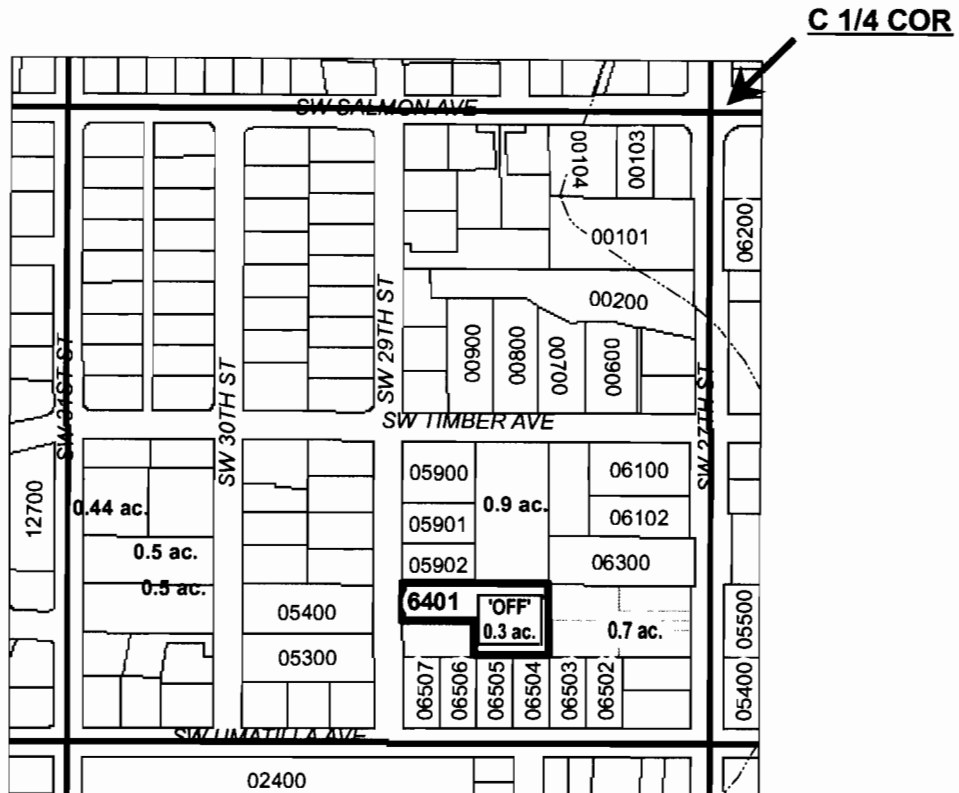 C 1/4 COR
SW SALMON AVE
00104
00103
00101
06200
00200
SW 29TH ST
00900
00800
00700
00600
SW 31ST ST
SW 30TH ST
SW TIMBER AVE
SW 27TH ST
05900
06100
0.9 ac.
12700
0.44 ac.
05901
06102
0.5 ac.
05902
06300
0.5 ac.
6401
'OFF'
0.3 ac.
05400
0.7 ac.
05500
05300
06507
06506
06505
06504
06503
06502
05400
SW UMATILLA AVE
02400